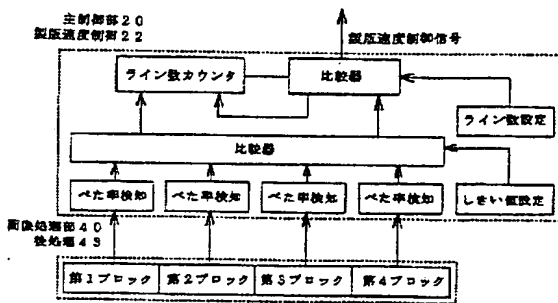 主制御部20
製版速度制御22
製版速度制御信号
ライン数カウンタ
比較器
ライン数設定
比較器
べた率検知
べた率検知
べた率検知
べた率検知
しきい値設定
画像処理部40
後処理43
第1ブロック
第2ブロック
第3ブロック
第4ブロック